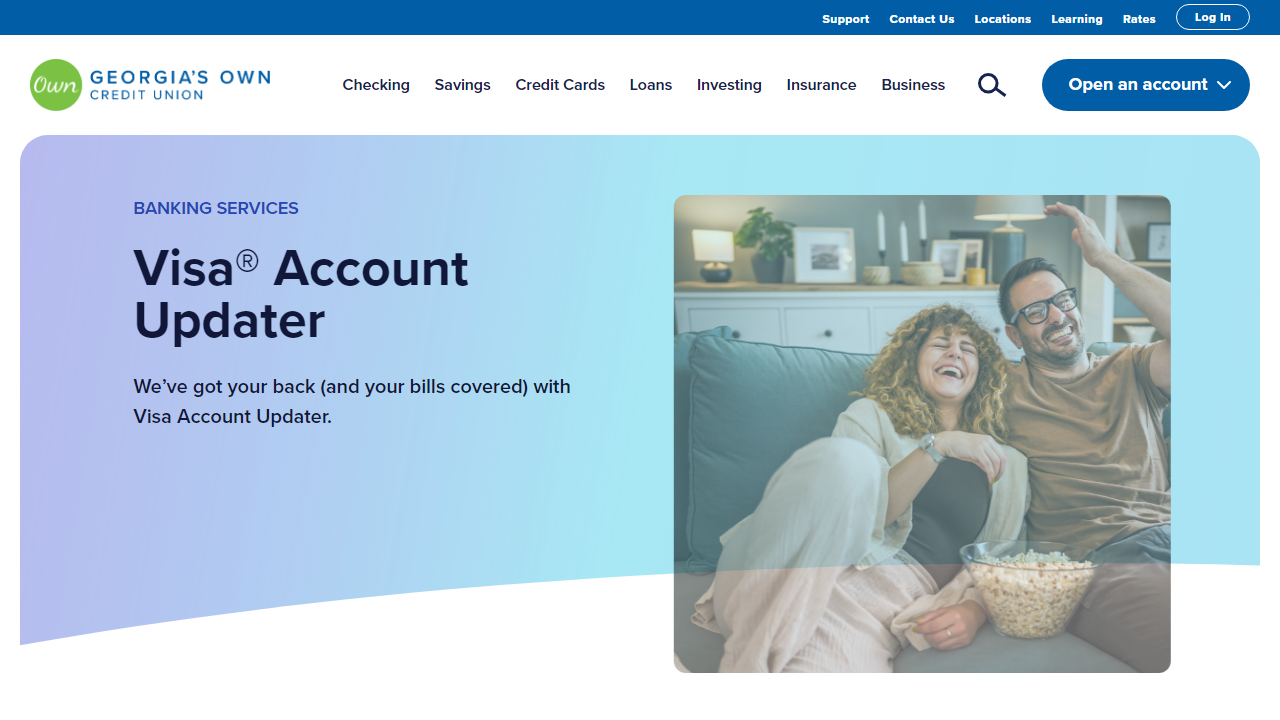 Support Contact Us Locations Learning Rates Log In
Own GEORGIA'S OWN
CREDIT UNION
Checking Savings Credit Cards Loans Investing Insurance Business Open an account
BANKING SERVICES
Visa® Account
Updater
We’ve got your back (and your bills covered) with
Visa Account Updater.